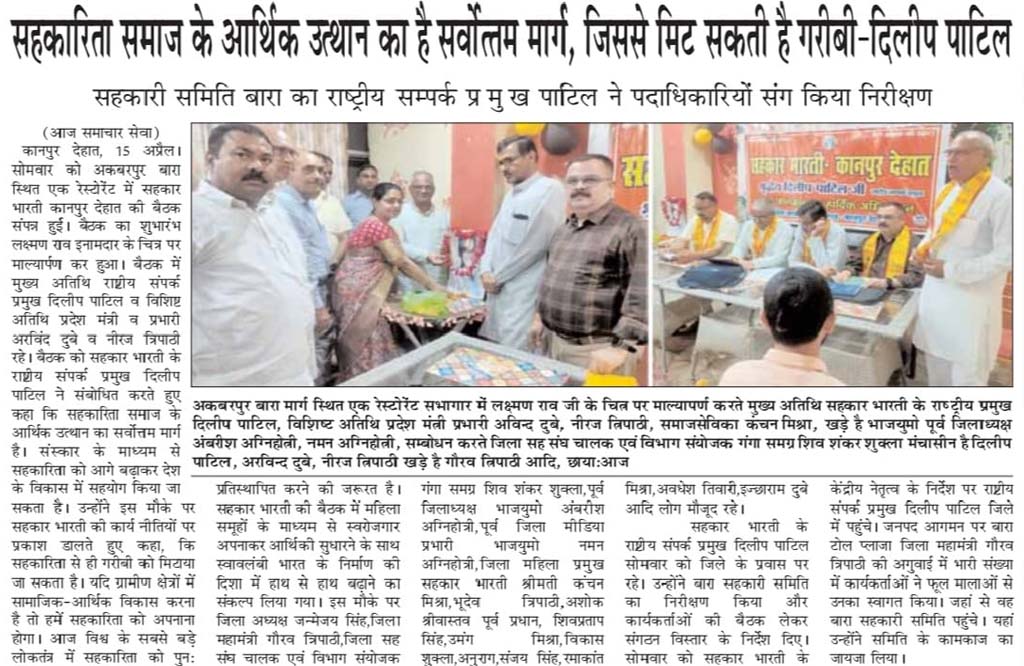 सहकारिता समाज के आर्थिक उत्थान का है सर्वोत्तम मार्ग, जिससे मिट सकती है गरीबी-दिलीप पाटिल
सहकारी समिति बारा का राष्ट्रीय सम्पर्क प्रमुख पाटिल ने पदाधिकारियों संग किया निरीक्षण
(आज समाचार सेवा)
कानपुर देहात, 15 अप्रैल।
सोमवार को अकबरपुर बारा
स्थित एक रेस्टोरेंट में सहकार
भारती कानपुर देहात की बैठक
संपन्न हुई। बैठक का शुभारंभ
लक्ष्मण राव इनामदार के चित्र पर
माल्यार्पण कर हुआ। बैठक में
मुख्य अतिथि राष्ट्रीय संपर्क
प्रमुख दिलीप पाटिल व विशिष्ट
अतिथि प्रदेश मंत्री व प्रभारी
अरविंद दुबे व नीरज त्रिपाठी
रहे। बैठक को सहकार भारती के
राष्ट्रीय संपर्क प्रमुख दिलीप
पाटिल ने संबोधित करते हुए
कहा कि सहकारिता समाज के
आर्थिक उत्थान का सर्वोत्तम मार्ग
है। संस्कार के माध्यम से
सहकारिता को आगे बढ़ाकर देश
के विकास में सहयोग किया जा
सकता है। उन्होंने इस मौके पर
सहकार भारती की कार्य नीतियों पर
प्रकाश डालते हुए कहा, कि
सहकारिता से ही गरीबी को मिटाया
जा सकता है। यदि ग्रामीण क्षेत्रों में
सामाजिक-आर्थिक विकास करना
है तो हमें सहकारिता को अपनाना
होगा। आज विश्व के सबसे बड़े
लोकतंत्र में सहकारिता को पुन:
सहकार भारती- कानपुर देहात
दिलीप पाटिल जी
अकबरपुर बारा मार्ग स्थित एक रेस्टोरेंट सभागार में लक्ष्मण राव जी के चित्र पर माल्यापर्ण करते मुख्य अतिथि सहकार भारती के राष्ट्रीय प्रमुख
दिलीप पाटिल, विशिष्ट अतिथि प्रदेश मंत्री प्रभारी अविन्द दुबे, नीरज त्रिपाठी, समाजसेविका कंचन मिश्रा, खड़े है भाजयुमो पूर्व जिलाध्यक्ष
अंबरीश अग्निहोत्री, नमन अग्निहोत्री, सम्बोधन करते जिला सह संघ चालक एवं विभाग संयोजक गंगा समग्र शिव शंकर शुक्ला मंचासीन है दिलीप
पाटिल, अरविन्द दुबे, नीरज त्रिपाठी खड़े है गौरव त्रिपाठी आदि, छाया:आज
प्रतिस्थापित करने की जरूरत है।
सहकार भारती की बैठक में महिला
समूहों के माध्यम से स्वरोजगार
अपनाकर आर्थिकी सुधारने के साथ
स्वावलंबी भारत के निर्माण की
दिशा में हाथ से हाथ बढ़ाने का
संकल्प लिया गया। इस मौके पर
जिला अध्यक्ष जन्मेजय सिंह,जिला
महामंत्री गौरव त्रिपाठी,जिला सह
संघ चालक एवं विभाग संयोजक
गंगा समग्र शिव शंकर शुक्ला,पूर्व
जिलाध्यक्ष भाजयुमो अंबरीश
अग्निहोत्री,पूर्व जिला मीडिया
प्रभारी भाजयुमो नमन
अग्निहोत्री,जिला महिला प्रमुख
सहकार भारती श्रीमती कंचन
मिश्रा,भूदेव त्रिपाठी,अशोक
श्रीवास्तव पूर्व प्रधान, शिवप्रताप
सिंह,उमंग मिश्रा,विकास
शुक्ला,अनुराग,संजय सिंह,रमाकांत
मिश्रा,अवधेश तिवारी,इन्छाराम दुबे
आदि लोग मौजूद रहे।
सहकार भारती के
राष्ट्रीय संपर्क प्रमुख दिलीप पाटिल
सोमवार को जिले के प्रवास पर
रहे। उन्होंने बारा सहकारी समिति
का निरीक्षण किया और
कार्यकर्ताओं की बैठक लेकर
संगठन विस्तार के निर्देश दिए।
सोमवार को सहकार भारती के
केंद्रीय नेतृत्व के निर्देश पर राष्ट्रीय
संपर्क प्रमुख दिलीप पाटिल जिले
में पहुंचे। जनपद आगमन पर बारा
टोल प्लाजा जिला महामंत्री गौरव
त्रिपाठी की अगुवाई में भारी संख्या
में कार्यकर्ताओं ने फूल मालाओं से
उनका स्वागत किया। जहां से वह
बारा सहकारी समिति पहुंचे। यहां
उन्होंने समिति के कामकाज का
जायजा लिया।